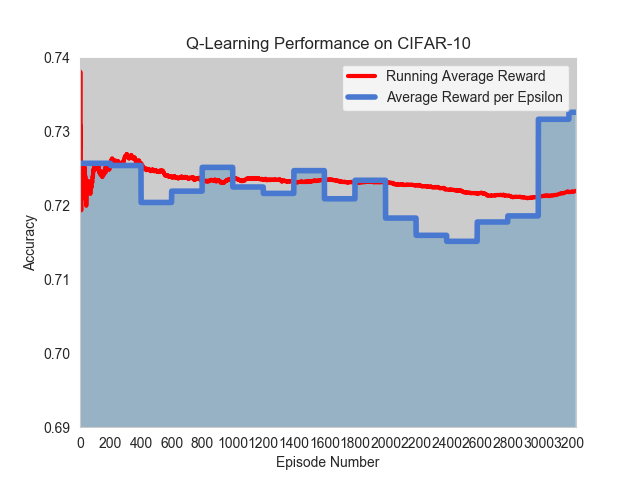 Q-Learning Performance on CIFAR-10
Running Average Reward
Average Reward per Epsilon
0.74
0.73
0.72
0.71
0.70
0.69
Accuracy
0 200 400 600 800 1000 1200 1400 1600 1800 2000 2200 2400 2600 2800 3000 3200
Episode Number